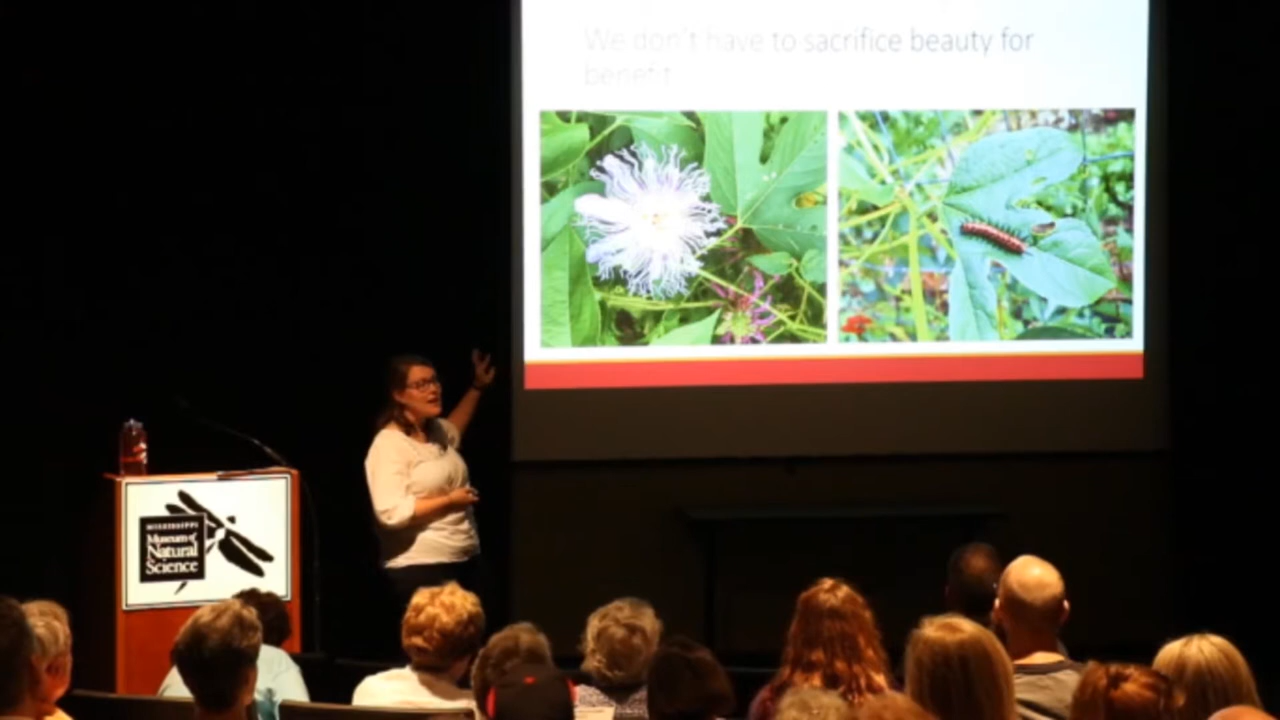 We don't have to sacrifice beauty for
benefit
MISSISSIPPI
Museum of
Natural
Science